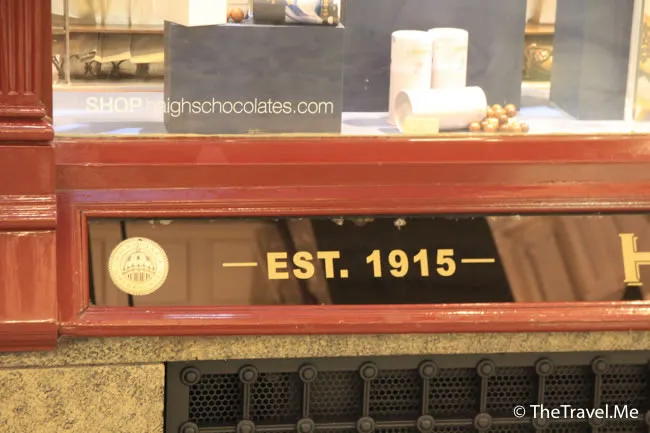 SHOP haighschocolates.com
EST. 1915
H
© TheTravel.Me